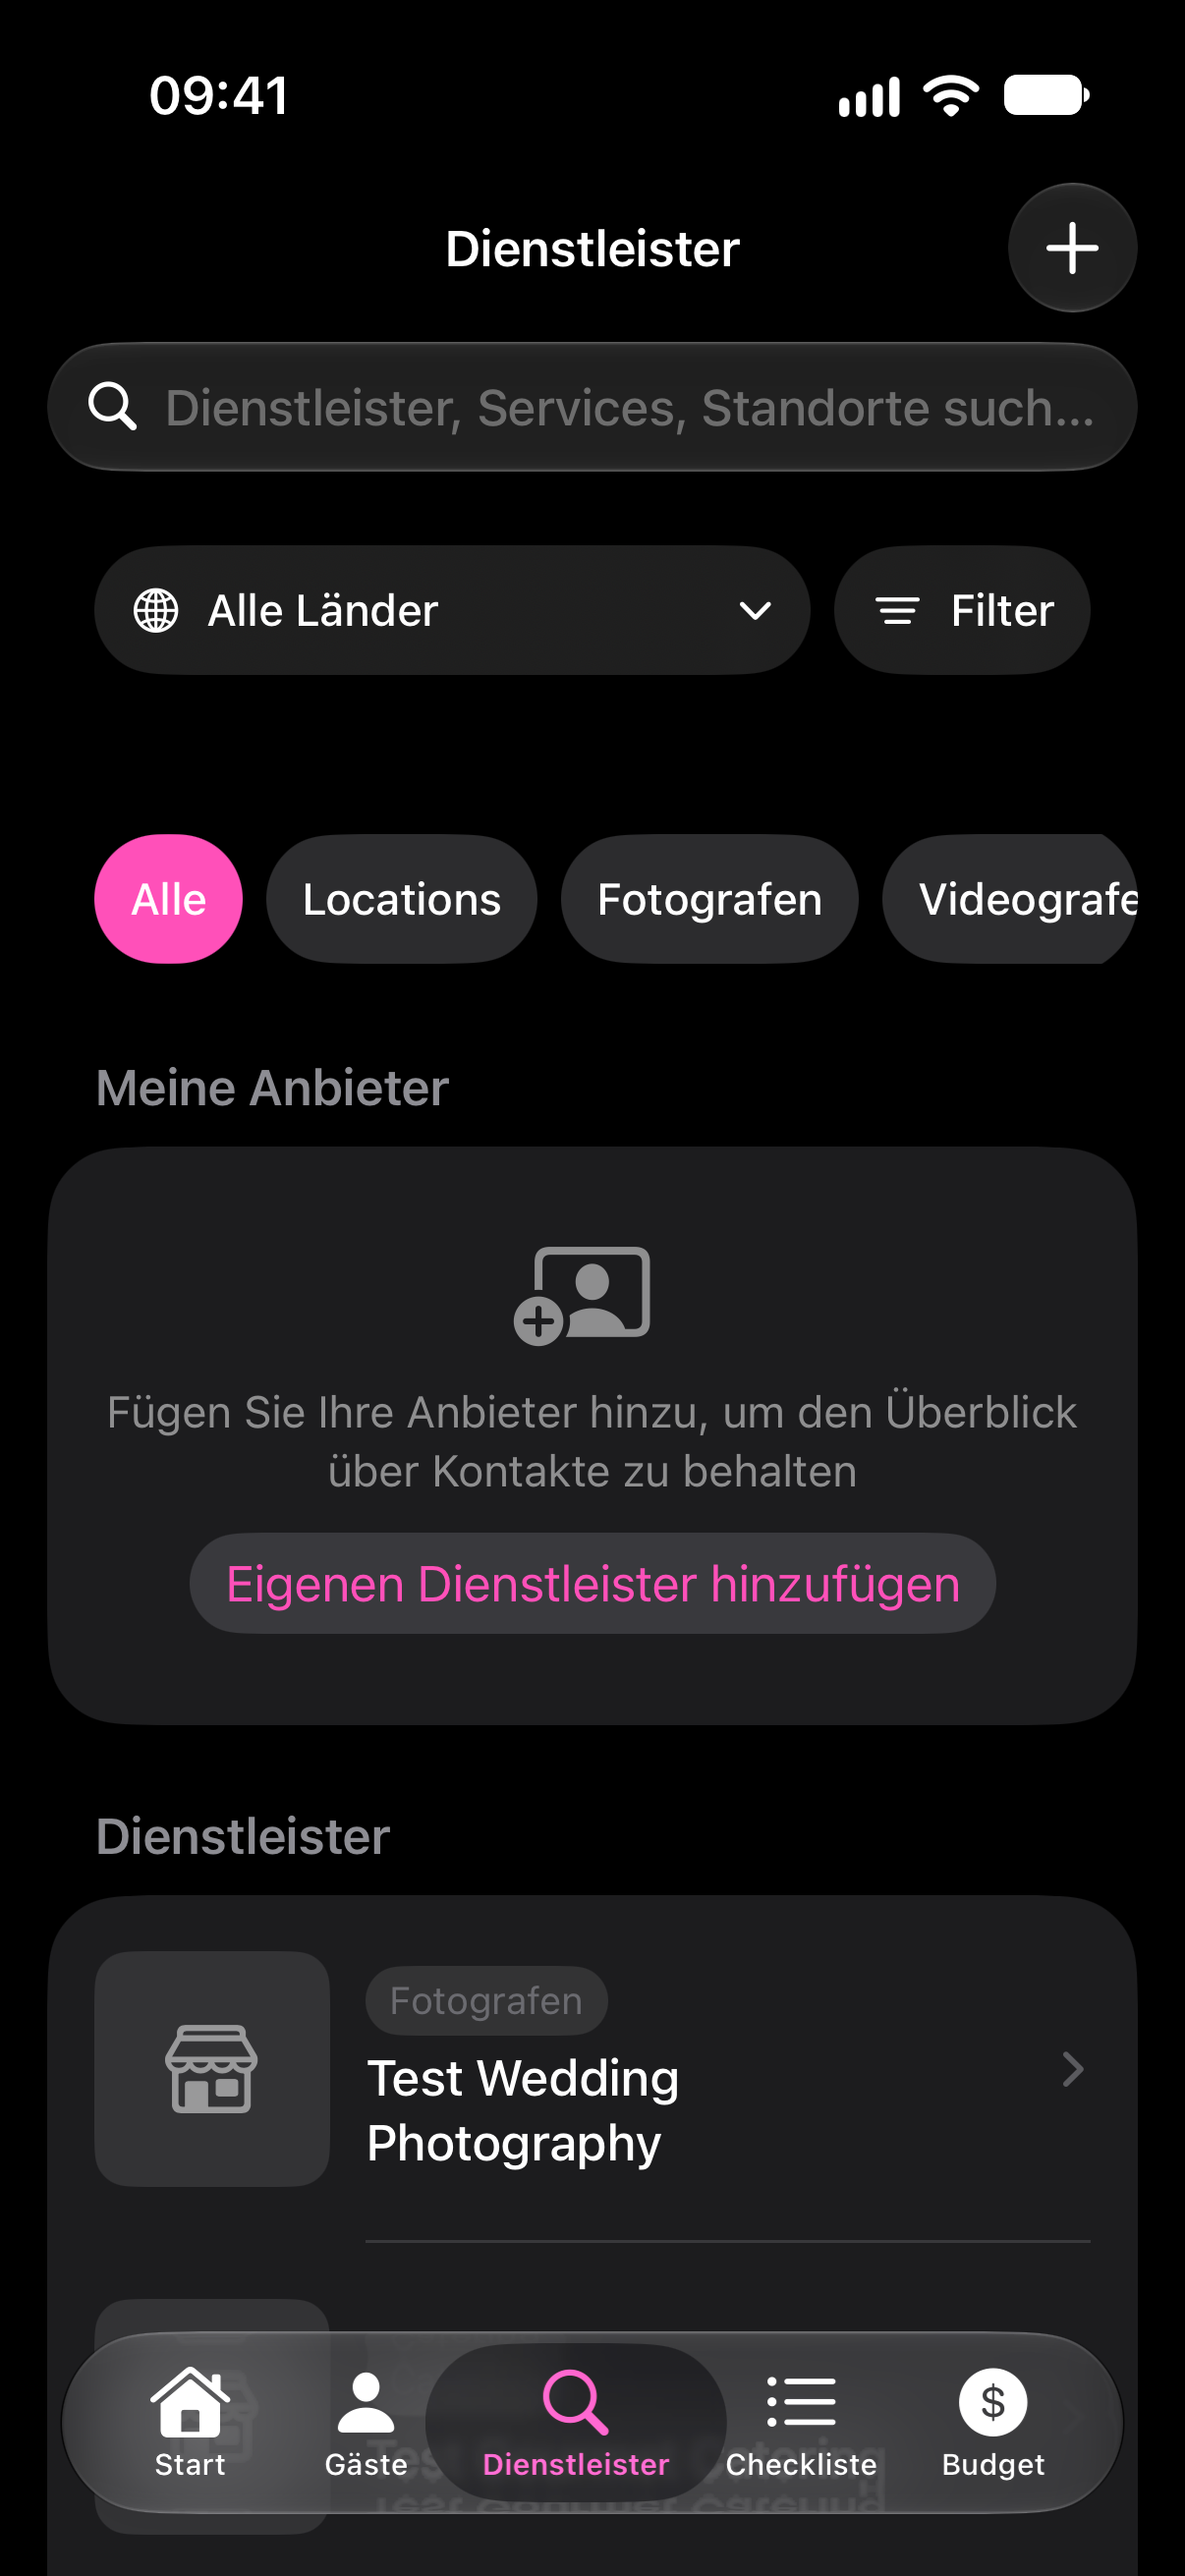 09:41
Dienstleister
Dienstleister, Services, Standorte such...
Alle Länder
Filter
Alle
Locations
Fotografen
Videografe
Meine Anbieter
Fügen Sie Ihre Anbieter hinzu, um den Überblick
über Kontakte zu behalten
Eigenen Dienstleister hinzufügen
Dienstleister
Fotografen
Test Wedding
Photography
Start
Gäste
Dienstleister
Checkliste
Budget